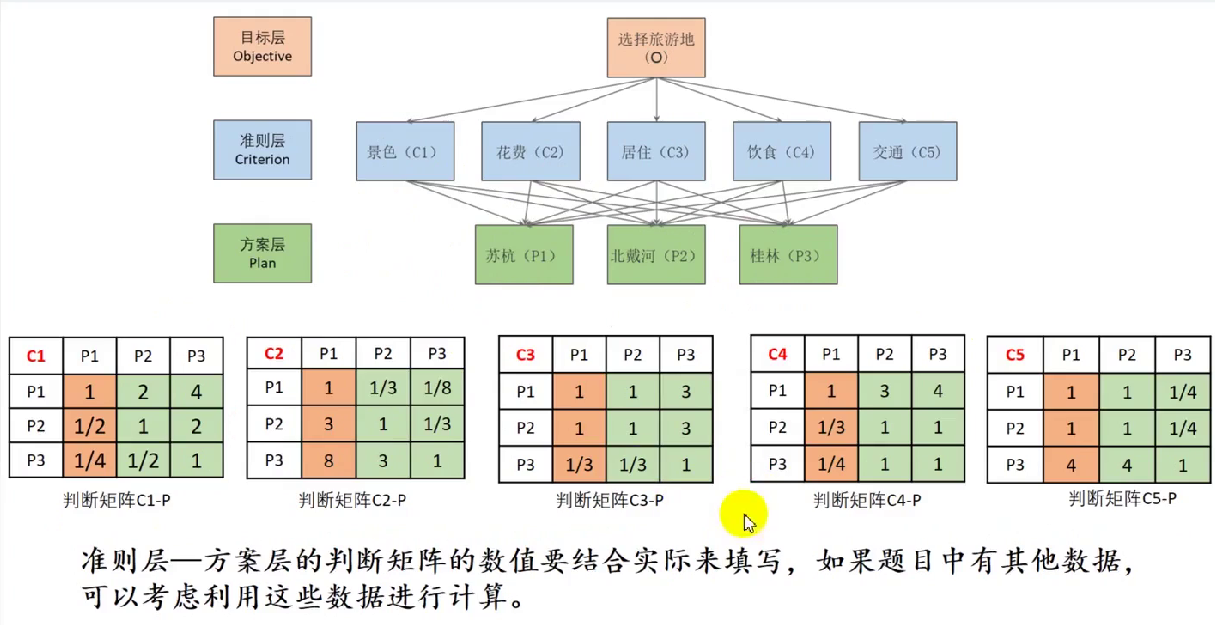 目标层
Objective
选择旅游地
（O）
准则层
Criterion
景色（C1）
花费（C2）
居住（C3）
饮食（C4）
交通（C5）
方案层
Plan
苏杭（P1）
北戴河（P2）
桂林（P3）
C1 P1 P2 P3
P1 1 2 4
P2 1/2 1 2
P3 1/4 1/2 1
判断矩阵C1-P
C2 P1 P2 P3
P1 1 1/3 1/8
P2 3 1 1/3
P3 8 3 1
判断矩阵C2-P
C3 P1 P2 P3
P1 1 1 3
P2 1 1 3
P3 1/3 1/3 1
判断矩阵C3-P
C4 P1 P2 P3
P1 1 3 4
P2 1/3 1 1
P3 1/4 1 1
判断矩阵C4-P
C5 P1 P2 P3
P1 1 1 1/4
P2 1 1 1/4
P3 4 4 1
判断矩阵C5-P
准则层—方案层的判断矩阵的数值要结合实际来填写，如果题目中有其他数据，
可以考虑利用这些数据进行计算。